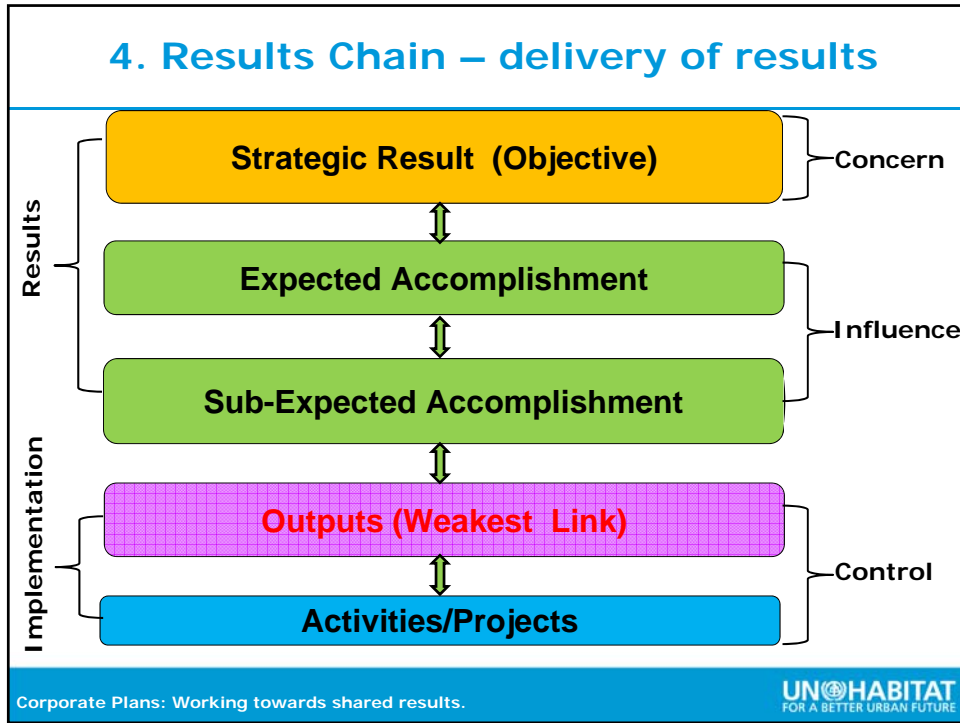 4. Results Chain – delivery of results
Results
Strategic Result (Objective)
Concern
Expected Accomplishment
Influence
Sub-Expected Accomplishment
Implementation
Outputs (Weakest Link)
Control
Activities/Projects
Corporate Plans: Working towards shared results.
UN HABITAT
FOR A BETTER URBAN FUTURE